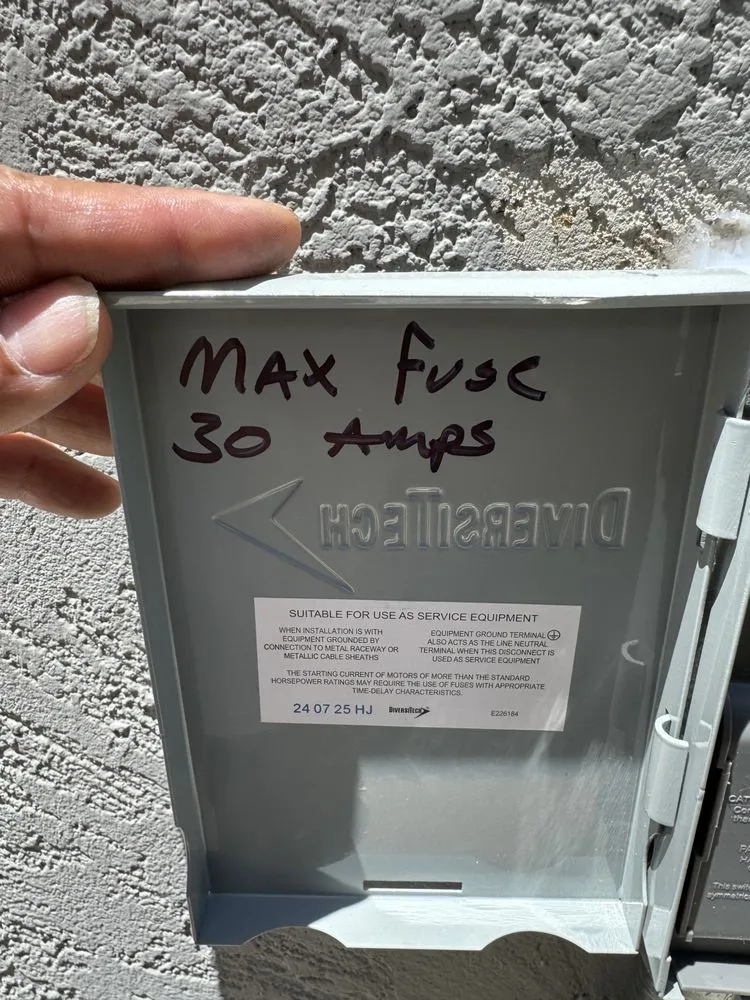 MAX Fuse
30 Amps
DIVERSITECH
SUITABLE FOR USE AS SERVICE EQUIPMENT
WHEN INSTALLATION IS WITH
EQUIPMENT GROUNDED BY
CONNECTION TO METAL RACEWAY OR
METALLIC CABLE SHEATHS
EQUIPMENT GROUND TERMINAL
ALSO ACTS AS THE LINE NEUTRAL
TERMINAL WHEN THIS DISCONNECT IS
USED AS SERVICE EQUIPMENT
THE STARTING CURRENT OF MOTORS OF MORE THAN THE STANDARD
HORSEPOWER RATINGS MAY REQUIRE THE USE OF FUSES WITH APPROPRIATE
TIME-DELAY CHARACTERISTICS.
24 07 25 HJ DIVERSITECH E226184
This